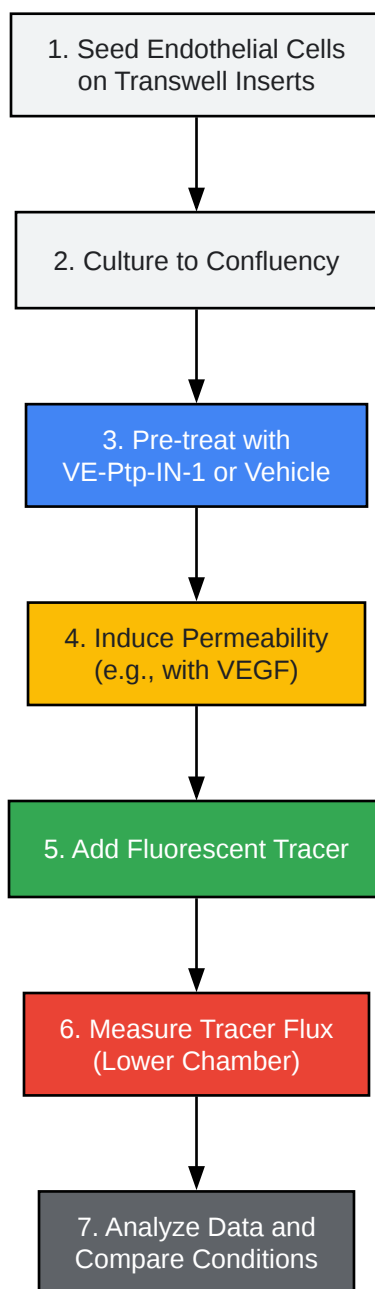 1. Seed Endothelial Cells
on Transwell Inserts
2. Culture to Confluency
3. Pre-treat with
VE-Ptp-IN-1 or Vehicle
4. Induce Permeability
(e.g., with VEGF)
5. Add Fluorescent Tracer
6. Measure Tracer Flux
(Lower Chamber)
7. Analyze Data and
Compare Conditions